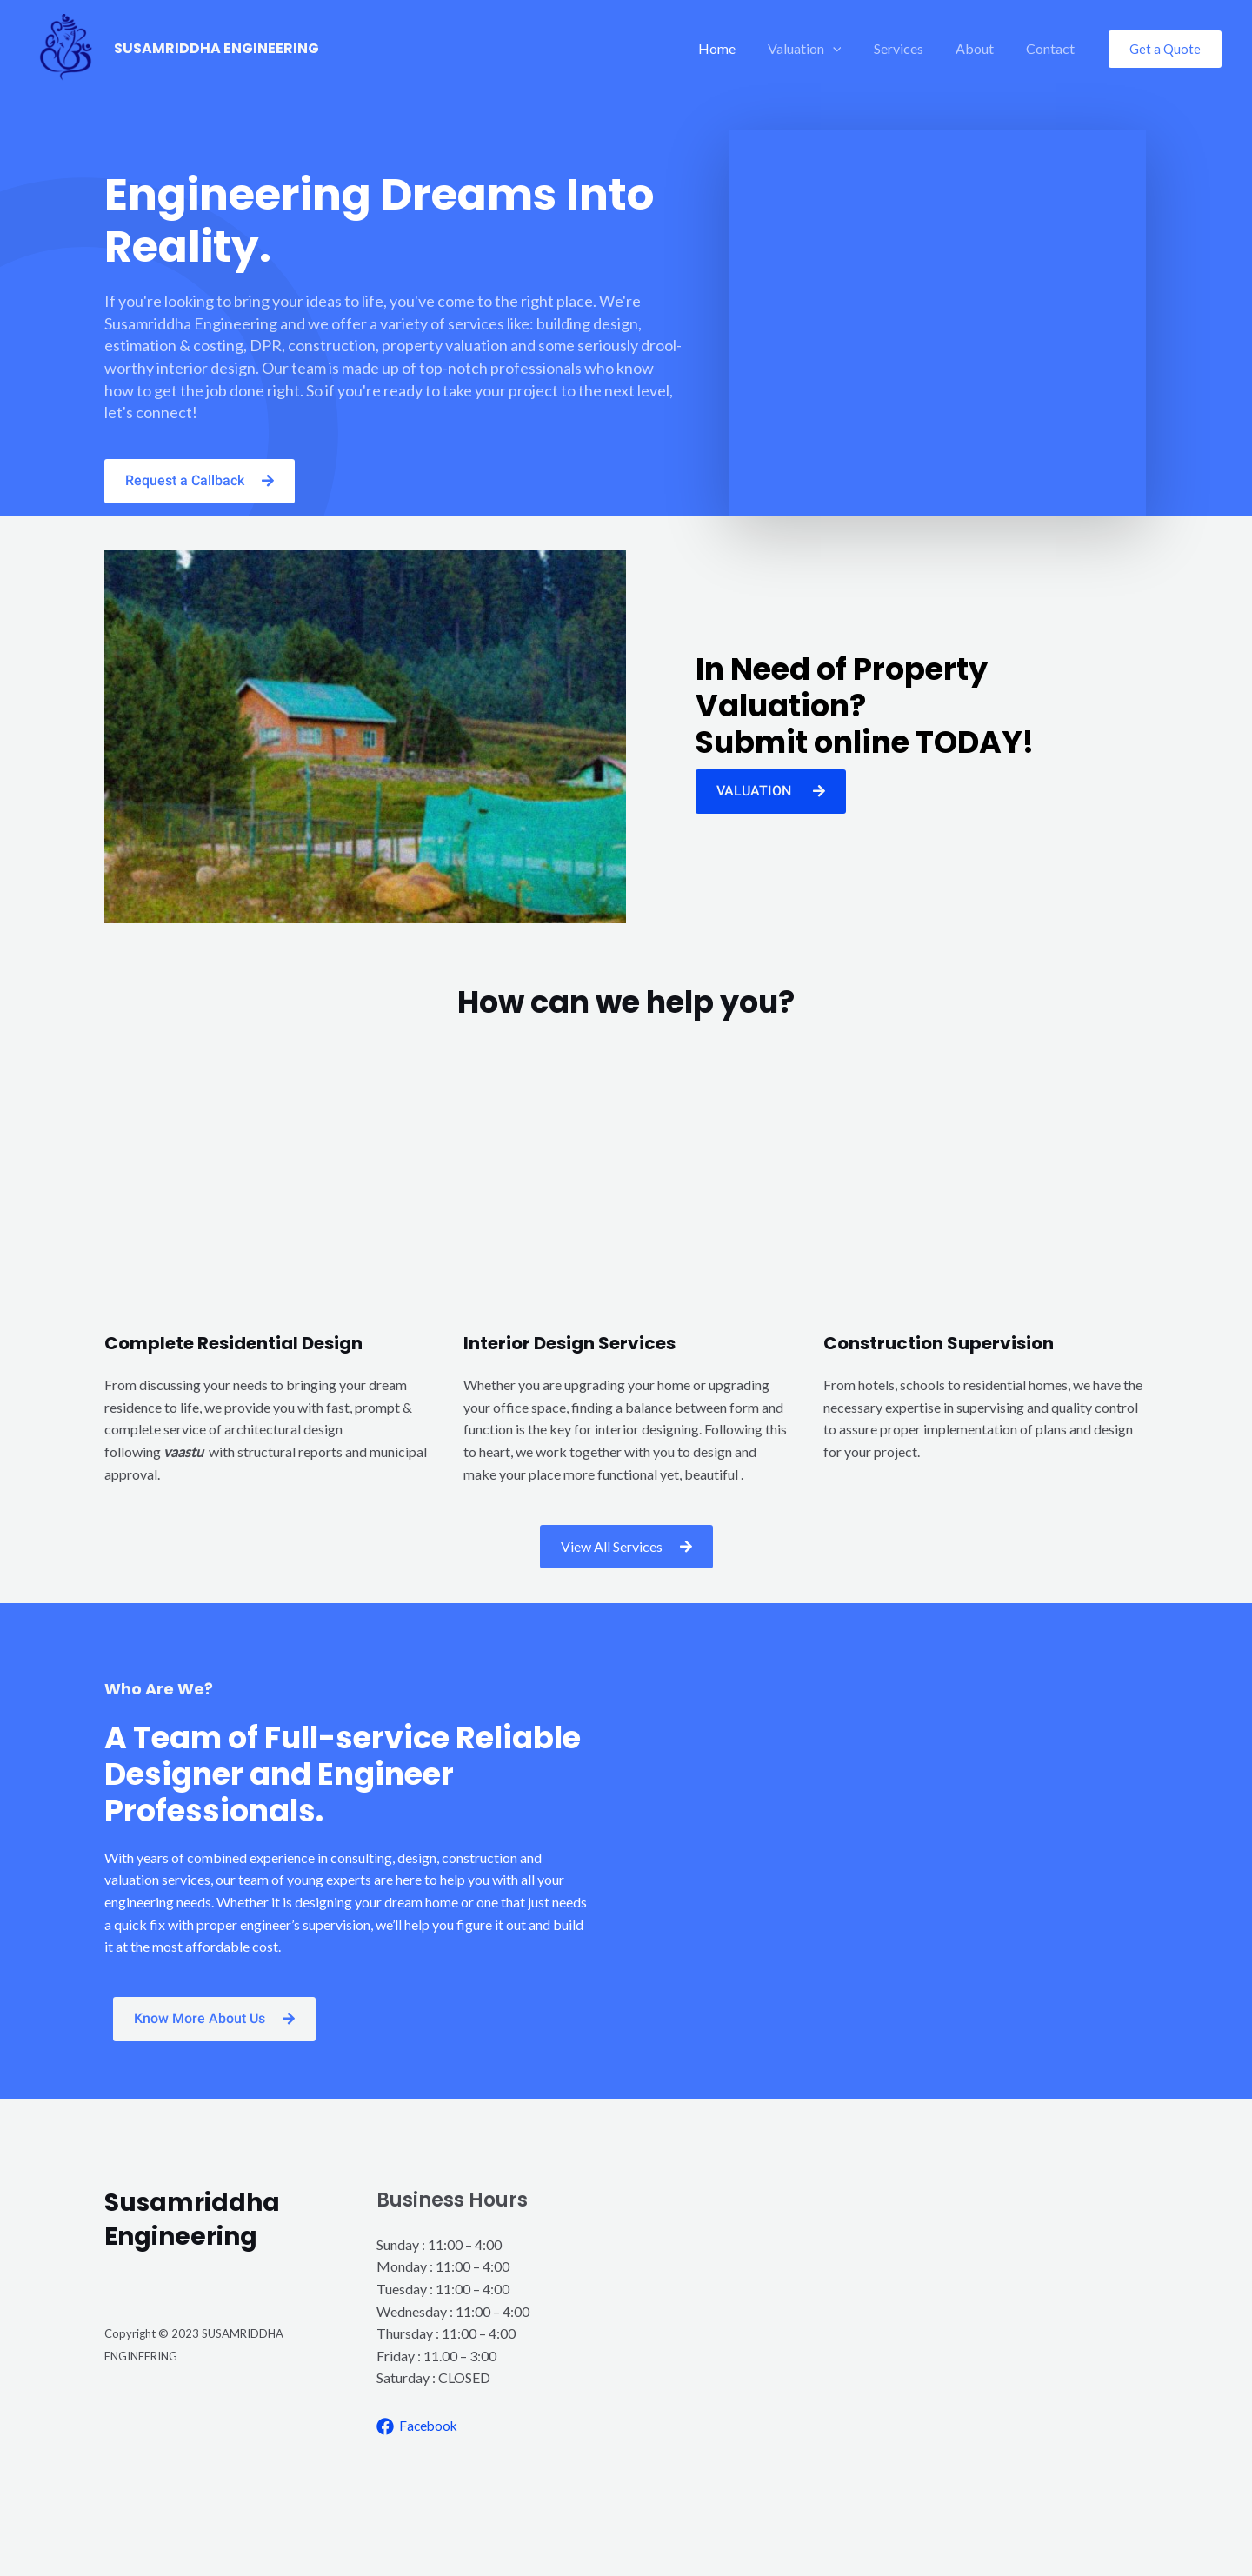 SUSAMRIDDHA ENGINEERING
Home Valuation Services About Contact Get a Quote
Engineering Dreams Into
Reality.
If you're looking to bring your ideas to life, you've come to the right place. We're
Susamriddha Engineering and we offer a variety of services like: building design,
estimation & costing, DPR, construction, property valuation and some seriously drool-
worthy interior design. Our team is made up of top-notch professionals who know
how to get the job done right. So if you're ready to take your project to the next level,
let's connect!
Request a Callback
In Need of Property
Valuation?
Submit online TODAY!
VALUATION
How can we help you?
Complete Residential Design
From discussing your needs to bringing your dream
residence to life, we provide you with fast, prompt &
complete service of architectural design
following vaastu with structural reports and municipal
approval.
Interior Design Services
Whether you are upgrading your home or upgrading
your office space, finding a balance between form and
function is the key for interior designing. Following this
to heart, we work together with you to design and
make your place more functional yet, beautiful .
Construction Supervision
From hotels, schools to residential homes, we have the
necessary expertise in supervising and quality control
to assure proper implementation of plans and design
for your project.
View All Services
Who Are We?
A Team of Full-service Reliable
Designer and Engineer
Professionals.
With years of combined experience in consulting, design, construction and
valuation services, our team of young experts are here to help you with all your
engineering needs. Whether it is designing your dream home or one that just needs
a quick fix with proper engineer’s supervision, we’ll help you figure it out and build
it at the most affordable cost.
Know More About Us
Susamriddha
Engineering
Copyright © 2023 SUSAMRIDDHA
ENGINEERING
Business Hours
Sunday : 11:00 – 4:00
Monday : 11:00 – 4:00
Tuesday : 11:00 – 4:00
Wednesday : 11:00 – 4:00
Thursday : 11:00 – 4:00
Friday : 11.00 – 3:00
Saturday : CLOSED
Facebook